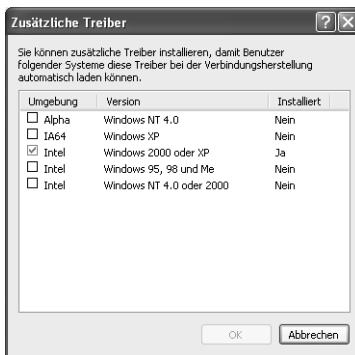 Zusätzliche Treiber
Sie können zusätzliche Treiber installieren, damit Benutzer
folgender Systeme diese Treiber bei der Verbindungsherstellung
automatisch laden können.
Umgebung Version Installiert
Alpha Windows NT 4.0 Nein
IA64 Windows XP Nein
Intel Windows 2000 oder XP Ja
Intel Windows 95, 98 und Me Nein
Intel Windows NT 4.0 oder 2000 Nein
OK Abbrechen